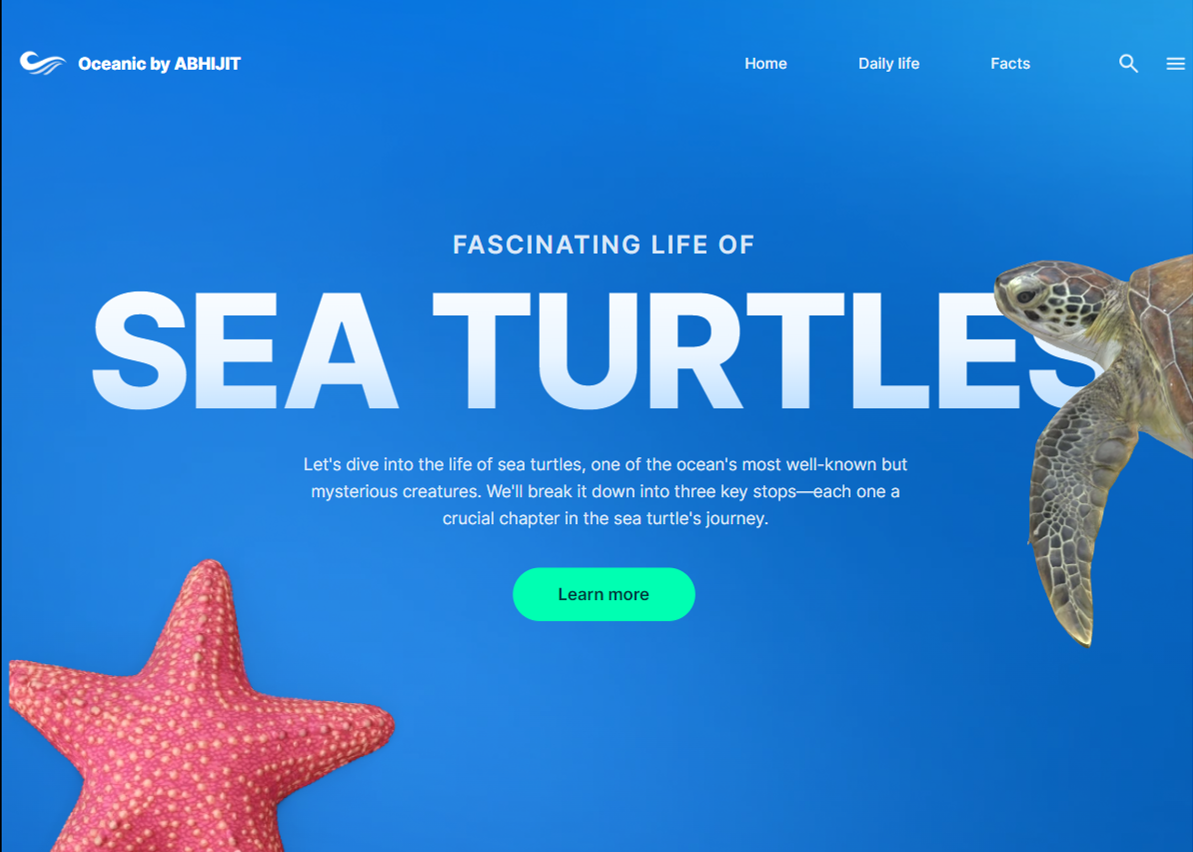 Oceanic by ABHIJIT
Home
Daily life
Facts
FASCINATING LIFE OF
SEA TURTLES
Let's dive into the life of sea turtles, one of the ocean's most well-known but
mysterious creatures. We'll break it down into three key stops—each one a
crucial chapter in the sea turtle's journey.
Learn more